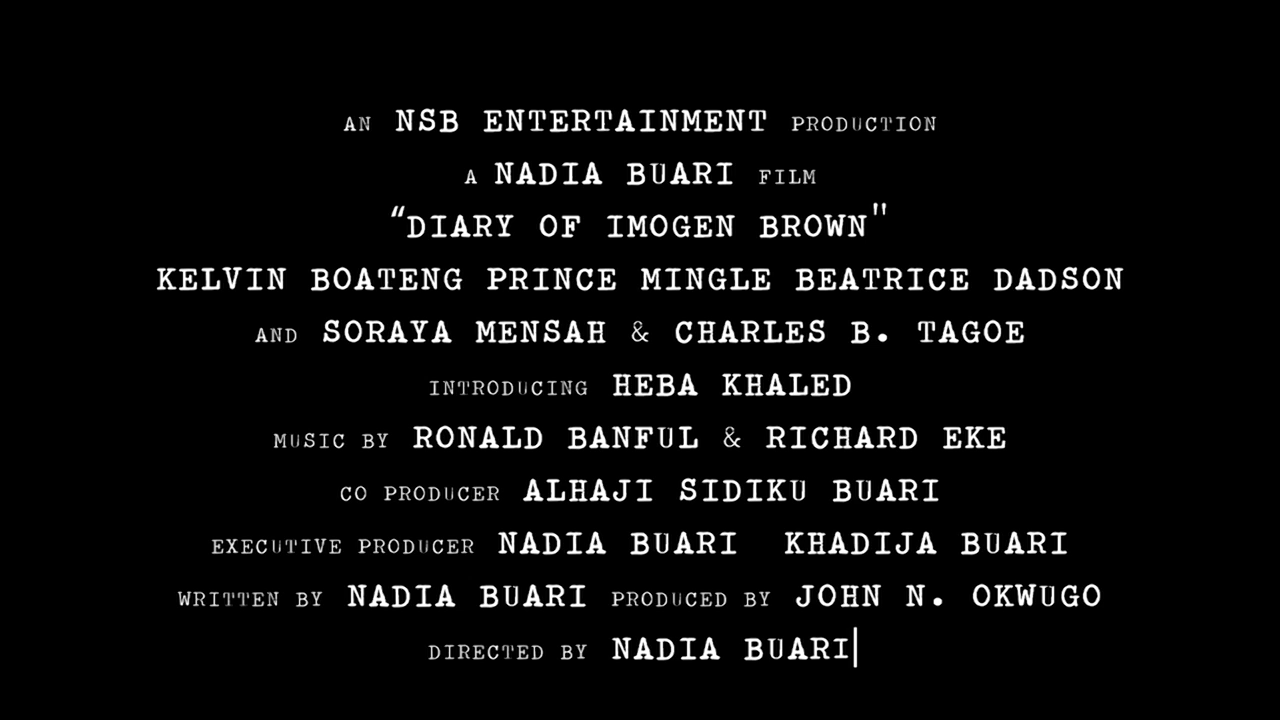 AN NSB ENTERTAINMENT PRODUCTION
A NADIA BUARI FILM
“DIARY OF IMOGEN BROWN"
KELVIN BOATENG PRINCE MINGLE BEATRICE DADSON
AND SORAYA MENSAH & CHARLES B. TAGOE
INTRODUCING HEBA KHALED
MUSIC BY RONALD BANFUL & RICHARD EKE
CO PRODUCER ALHAJI SIDIKU BUARI
EXECUTIVE PRODUCER NADIA BUARI KHADIJA BUARI
WRITTEN BY NADIA BUARI PRODUCED BY JOHN N. OKWUGO
DIRECTED BY NADIA BUARI